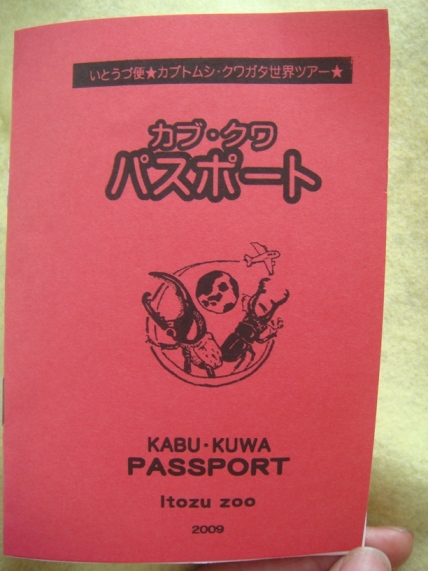 いとうづ便★カブトムシ・クワガタ世界ツアー★
カブ・クワ
パスポート
KABU・KUWA
PASSPORT
Itozu zoo
2009